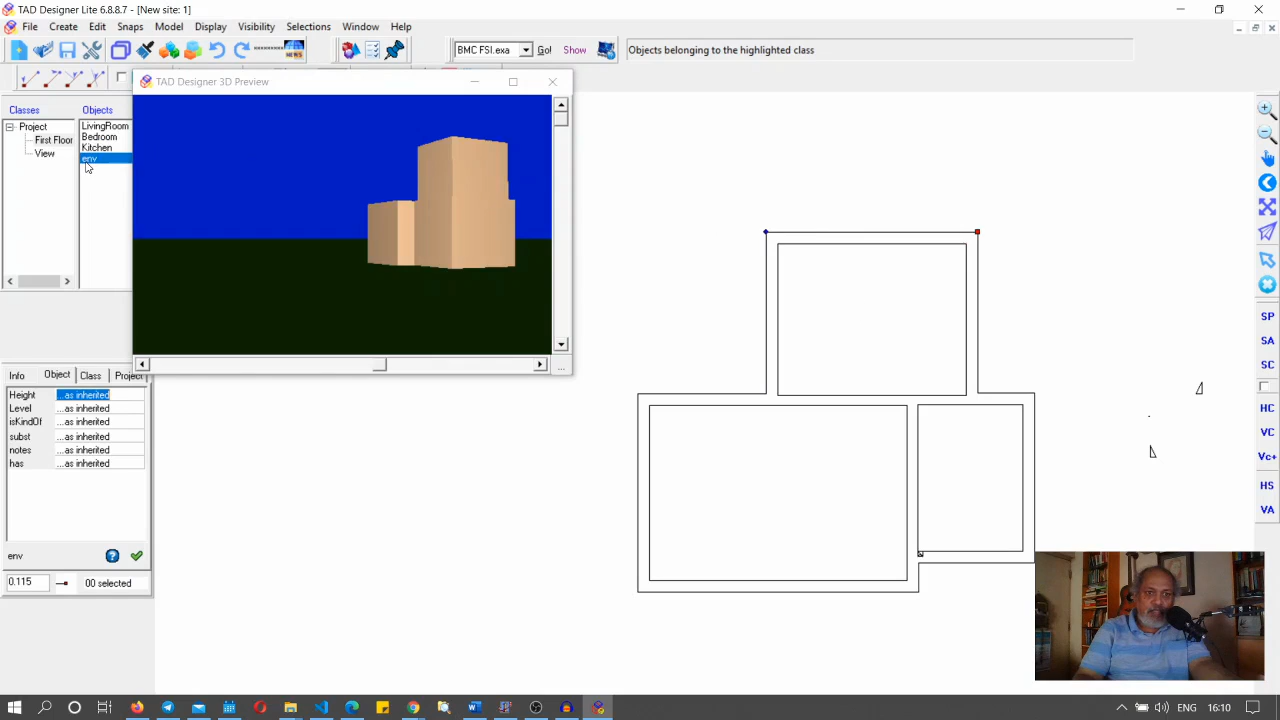 TAD Designer Lite 6.8.8.7 - [New site: 1]
File Create Edit Snaps Model Display Visibility Selections Window Help
NEWS BMC FSI.exa Go! Show Objects belonging to the highlighted class
TAD Designer 3D Preview
Classes Objects
Project
First Floor
View
LivingRoom
Bedroom
Kitchen
env
...
SP
SA
SC
HC
VC
Vc+
HS
VA
Info Object Class Project
Height ...as inherited
Level ...as inherited
isKindOf ...as inherited
subst ...as inherited
notes ...as inherited
has ...as inherited
env
0.115 00 selected
ENG 16:10